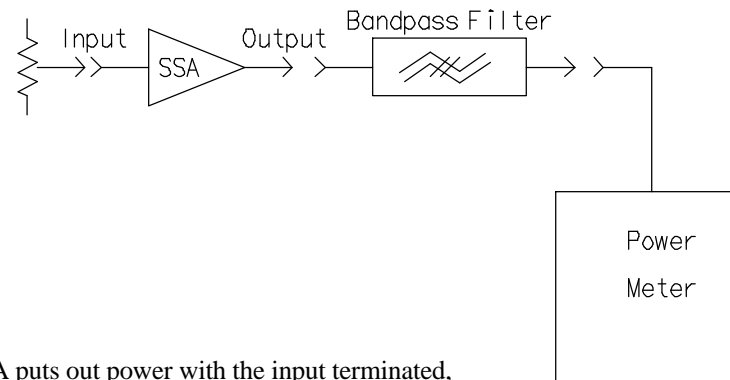 Input
SSA
Output
Bandpass Filter
Power
Meter
A puts out power with the input terminated,